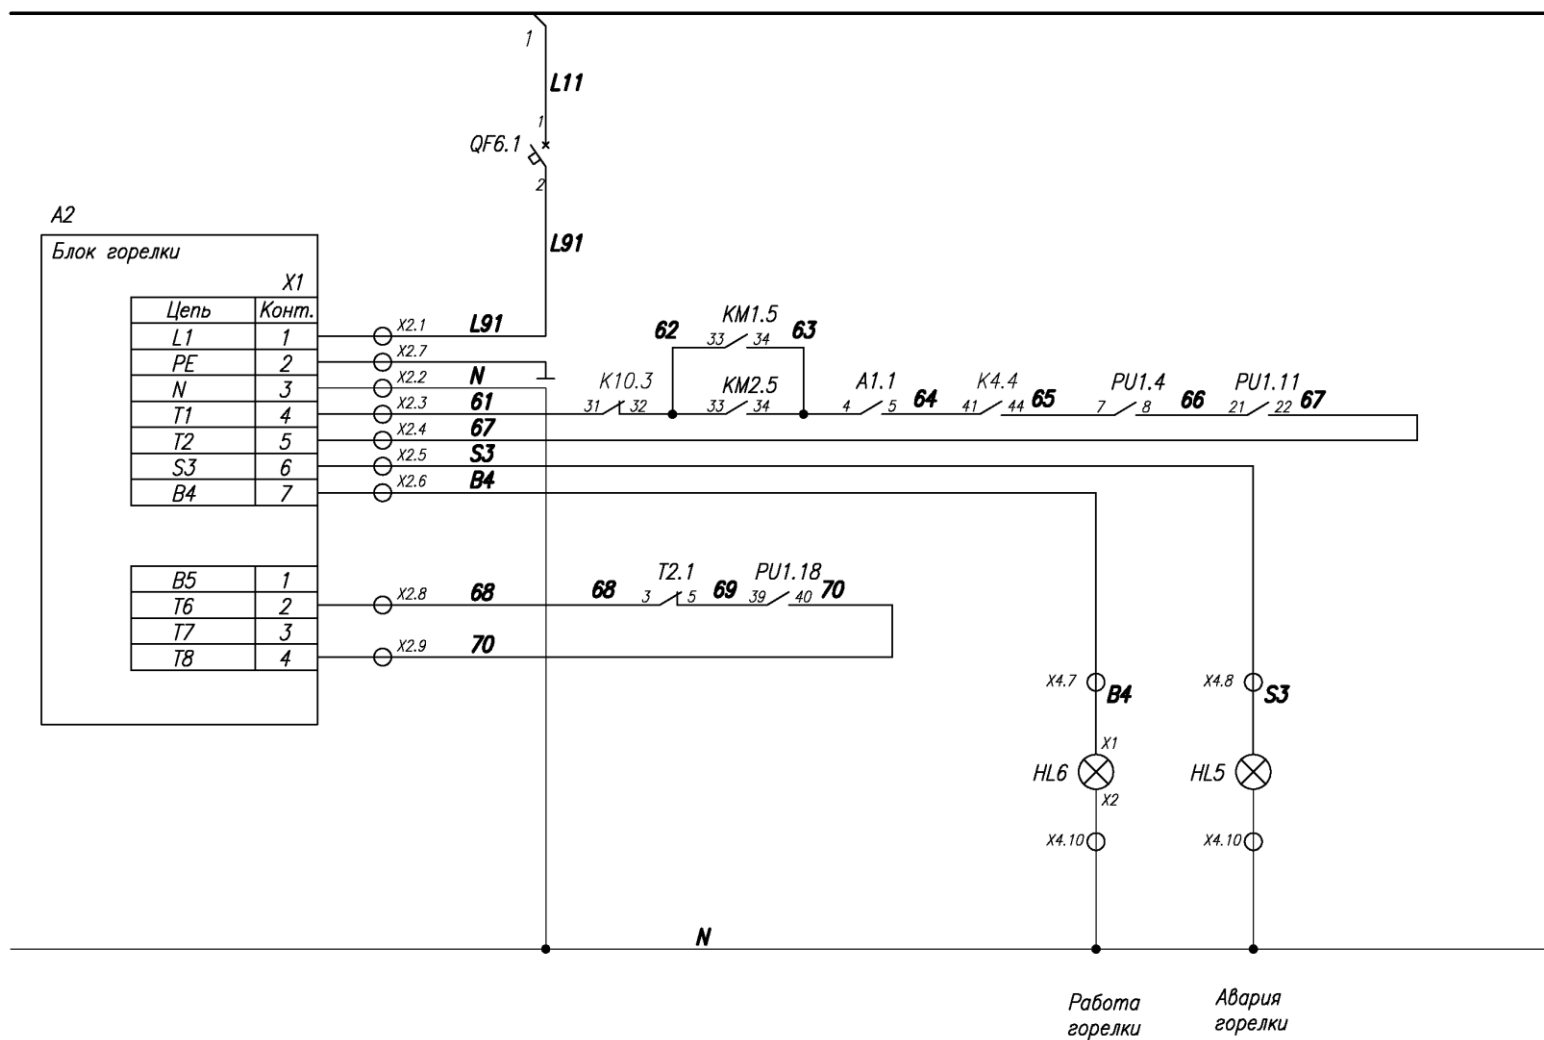 1
L11
1
QF6.1
2
A2
Блок горелки
L91
X1
Цепь Конт.
L1 1 X2.1 L91
PE 2 X2.7
N 3 X2.2 N
T1 4 X2.3 61
T2 5 X2.4 67
S3 6 X2.5 S3
B4 7 X2.6 B4
62 KM1.5 63
33 34
K10.3 KM2.5 A1.1 K4.4 PU1.4 PU1.11
31 32 33 34 4 5 64 41 44 65 7 8 66 21 22 67
B5 1
T6 2 X2.8 68
T7 3
T8 4 X2.9 70
T2.1 PU1.18
68 3 5 69 39 40 70
X4.7 B4 X4.8 S3
X1
HL6 HL5
X2
X4.10 X4.10
N
Работа
горелки
Авария
горелки